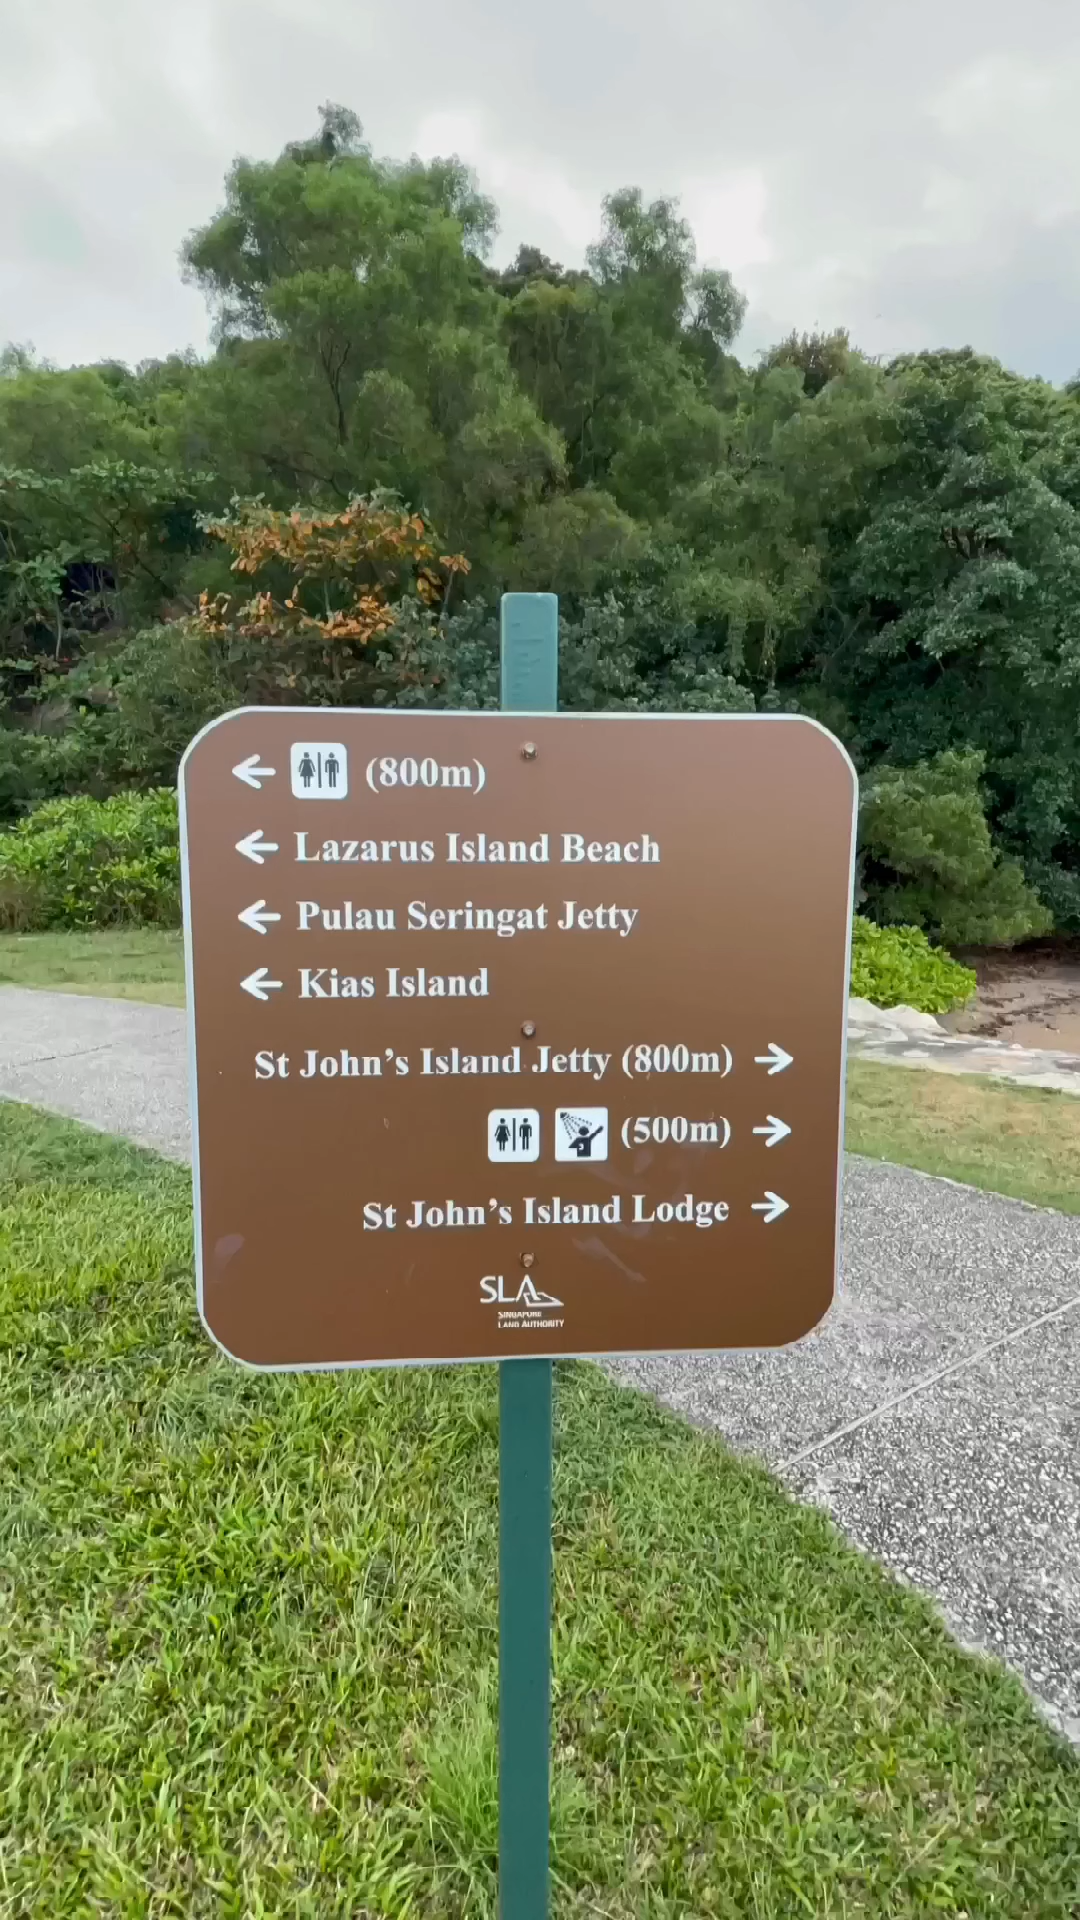 (800m)
Lazarus Island Beach
Pulau Seringat Jetty
Kias Island
St John’s Island Jetty (800m)
(500m)
St John’s Island Lodge
SLA
SINGAPORE
LAND AUTHORITY